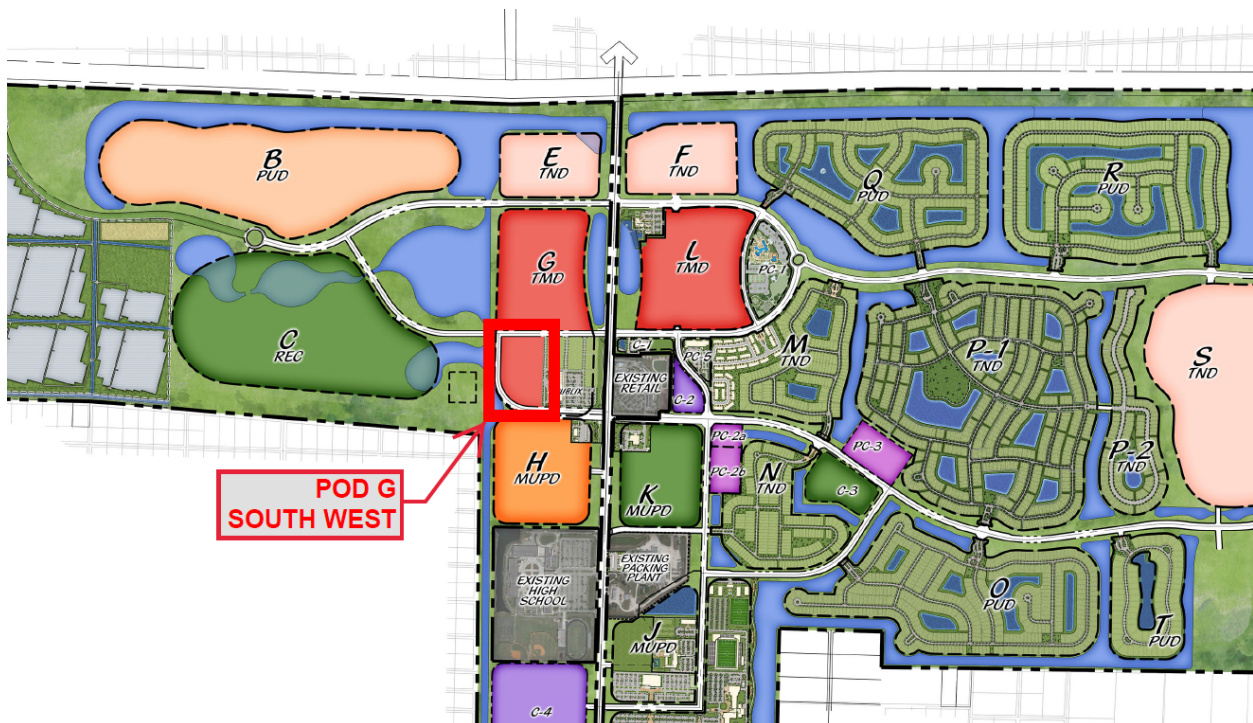 B
PUD
E
TND
F
TND
Q
PUD
R
PUD
G
TMD
L
TMD
PC-1
C
REC
M
TND
P-1
TND
S
TND
C-1
PC-5
EXISTING
RETAIL
C-2
PUBLIX
POD G
SOUTH WEST
H
MUPD
K
MUPD
PC-2a
PC-2b
N
TND
PC-3
C-3
P-2
TND
EXISTING
HIGH
SCHOOL
EXISTING
PACKING
PLANT
J
MUPD
O
PUD
T
PUD
C-4